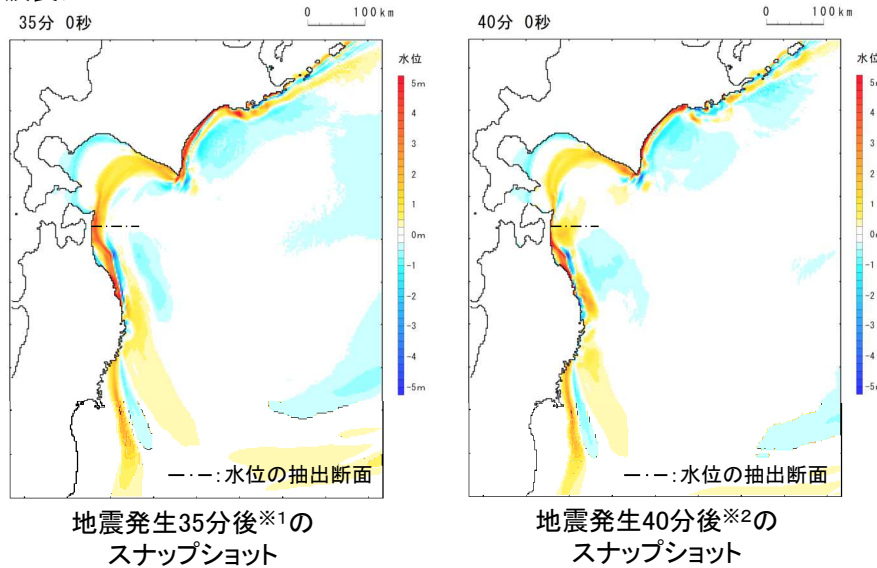 35分 0秒
0 100km
水位
5m
4
3
2
1
0m
-1
-2
-3
-4
-5m
—・—:水位の抽出断面
地震発生35分後※1の
スナップショット
40分 0秒
0 100km
水位
5m
4
3
2
1
0m
-1
-2
-3
-4
-5m
—・—:水位の抽出断面
地震発生40分後※2の
スナップショット